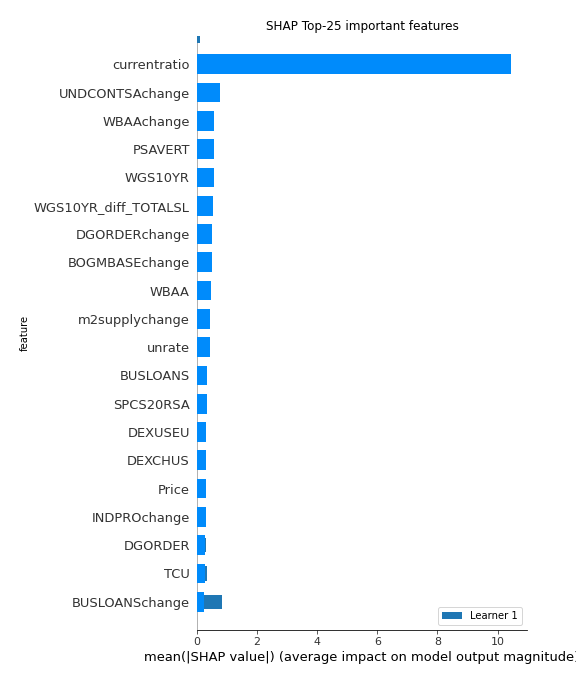 SHAP Top-25 important features
currentratio
UNDCONTSAchange
WBAAchange
PSAVERT
WGS10YR
WGS10YR_diff_TOTALSL
DGORDERchange
BOGMBASEchange
WBAA
m2supplychange
unrate
BUSLOANS
SPCS20RSA
DEXUSEU
DEXCHUS
Price
INDPROchange
DGORDER
TCU
BUSLOANSchange
feature
Learner 1
0 2 4 6 8 10
mean(|SHAP value|) (average impact on model output magnitude)